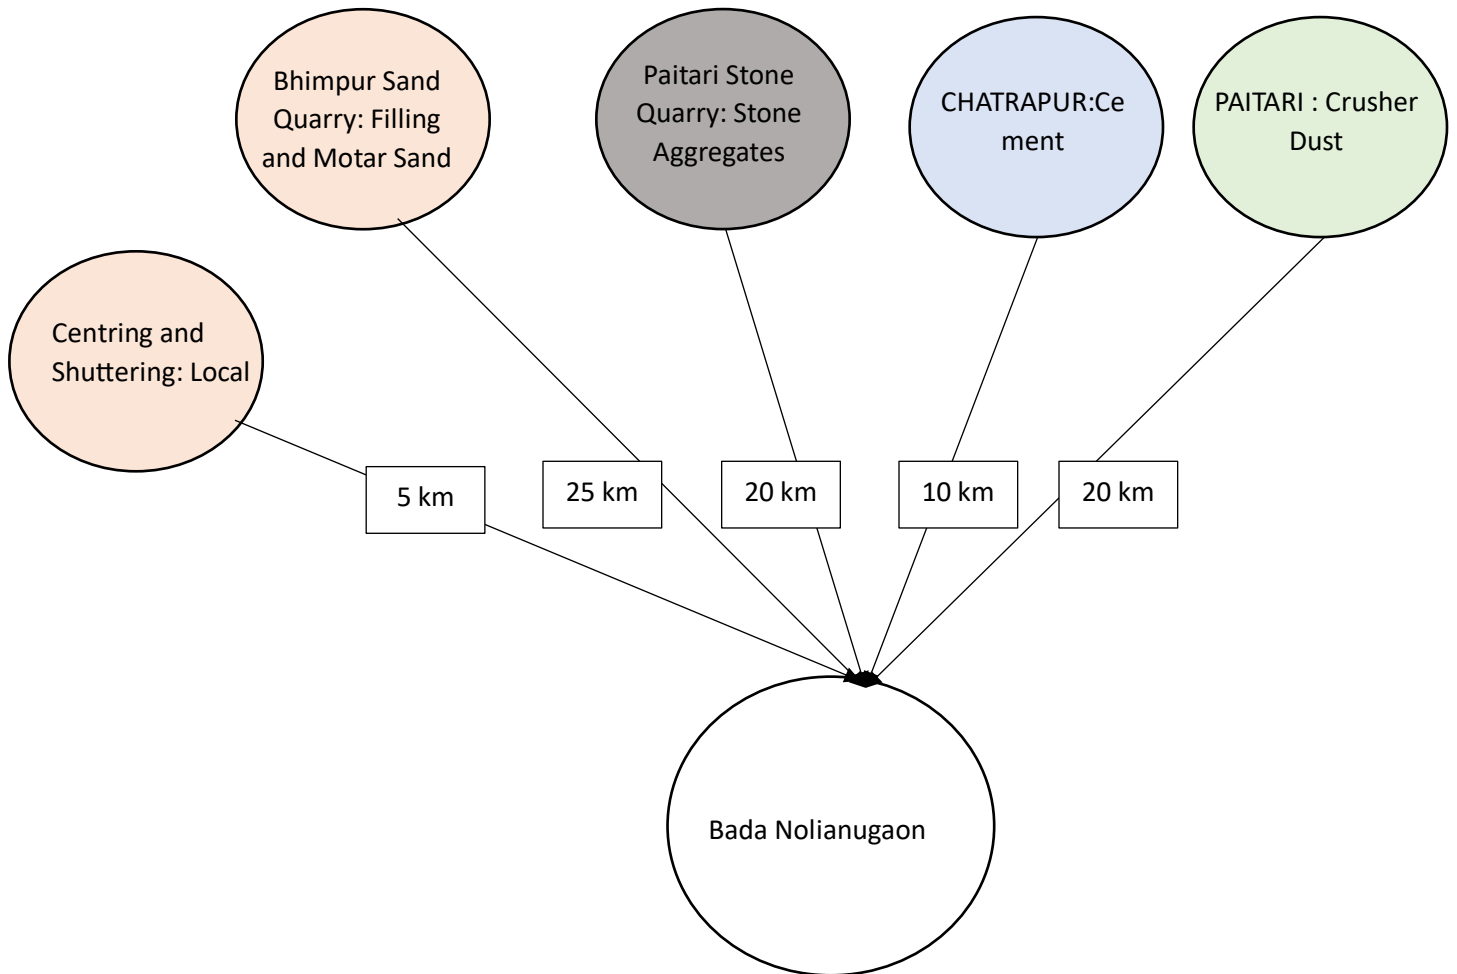 Bhimpur Sand
Quarry: Filling
and Motar Sand
Paitari Stone
Quarry: Stone
Aggregates
CHATRAPUR:Ce
ment
PAITARI : Crusher
Dust
Centring and
Shuttering: Local
5 km
25 km
20 km
10 km
20 km
Bada Nolianugaon